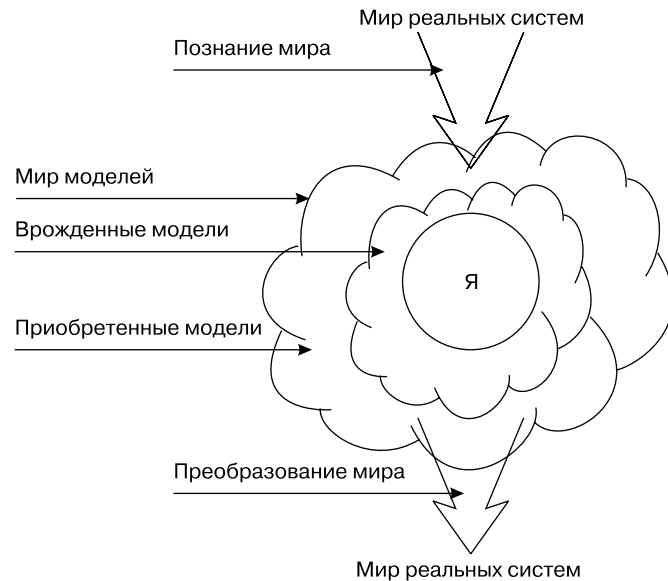 Мир реальных систем
Познание мира
Мир моделей
Врожденные модели
Я
Приобретенные модели
Преобразование мира
Мир реальных систем